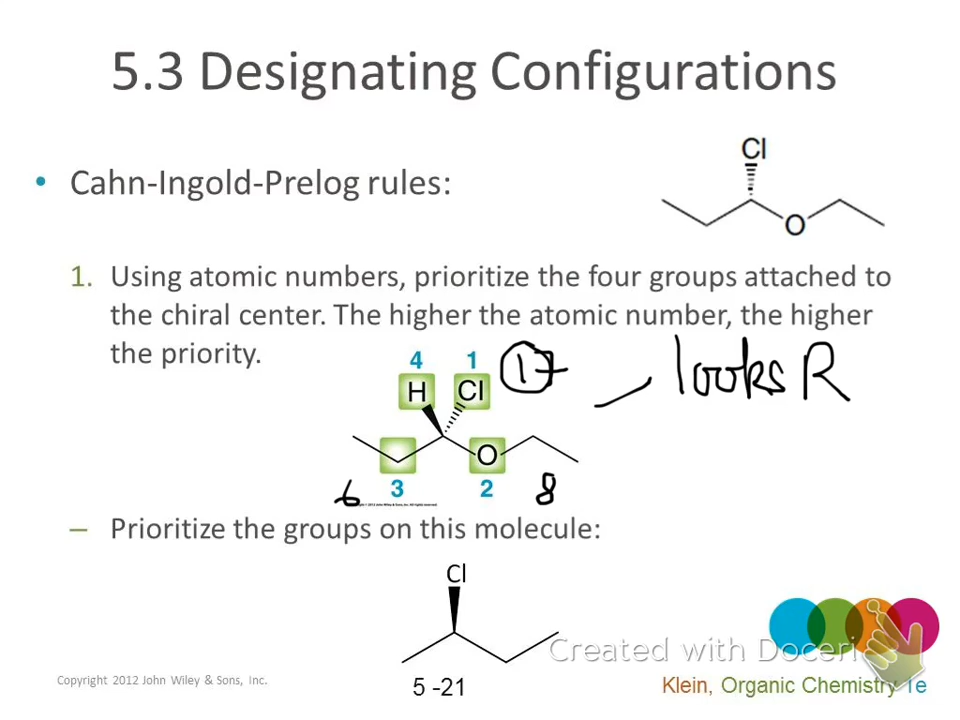 5.3 Designating Configurations
Cl
• Cahn-Ingold-Prelog rules:
O
1. Using atomic numbers, prioritize the four groups attached to
the chiral center. The higher the atomic number, the higher
the priority.
4 1
H Cl 17 looks R
O
6 3 2 8
– Prioritize the groups on this molecule:
Cl
Created with Doceri
Copyright 2012 John Wiley & Sons, Inc.
5 -21
Klein, Organic Chemistry 1e